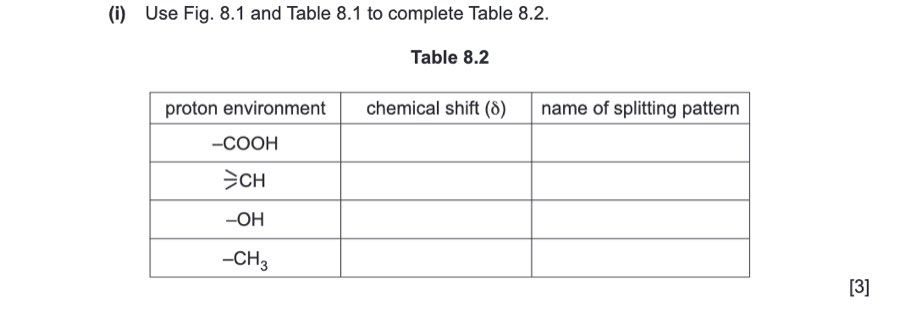 (i) Use Fig. 8.1 and Table 8.1 to complete Table 8.2.
Table 8.2
proton environment chemical shift (δ) name of splitting pattern
–COOH
⩾CH
–OH
–CH₃
[3]